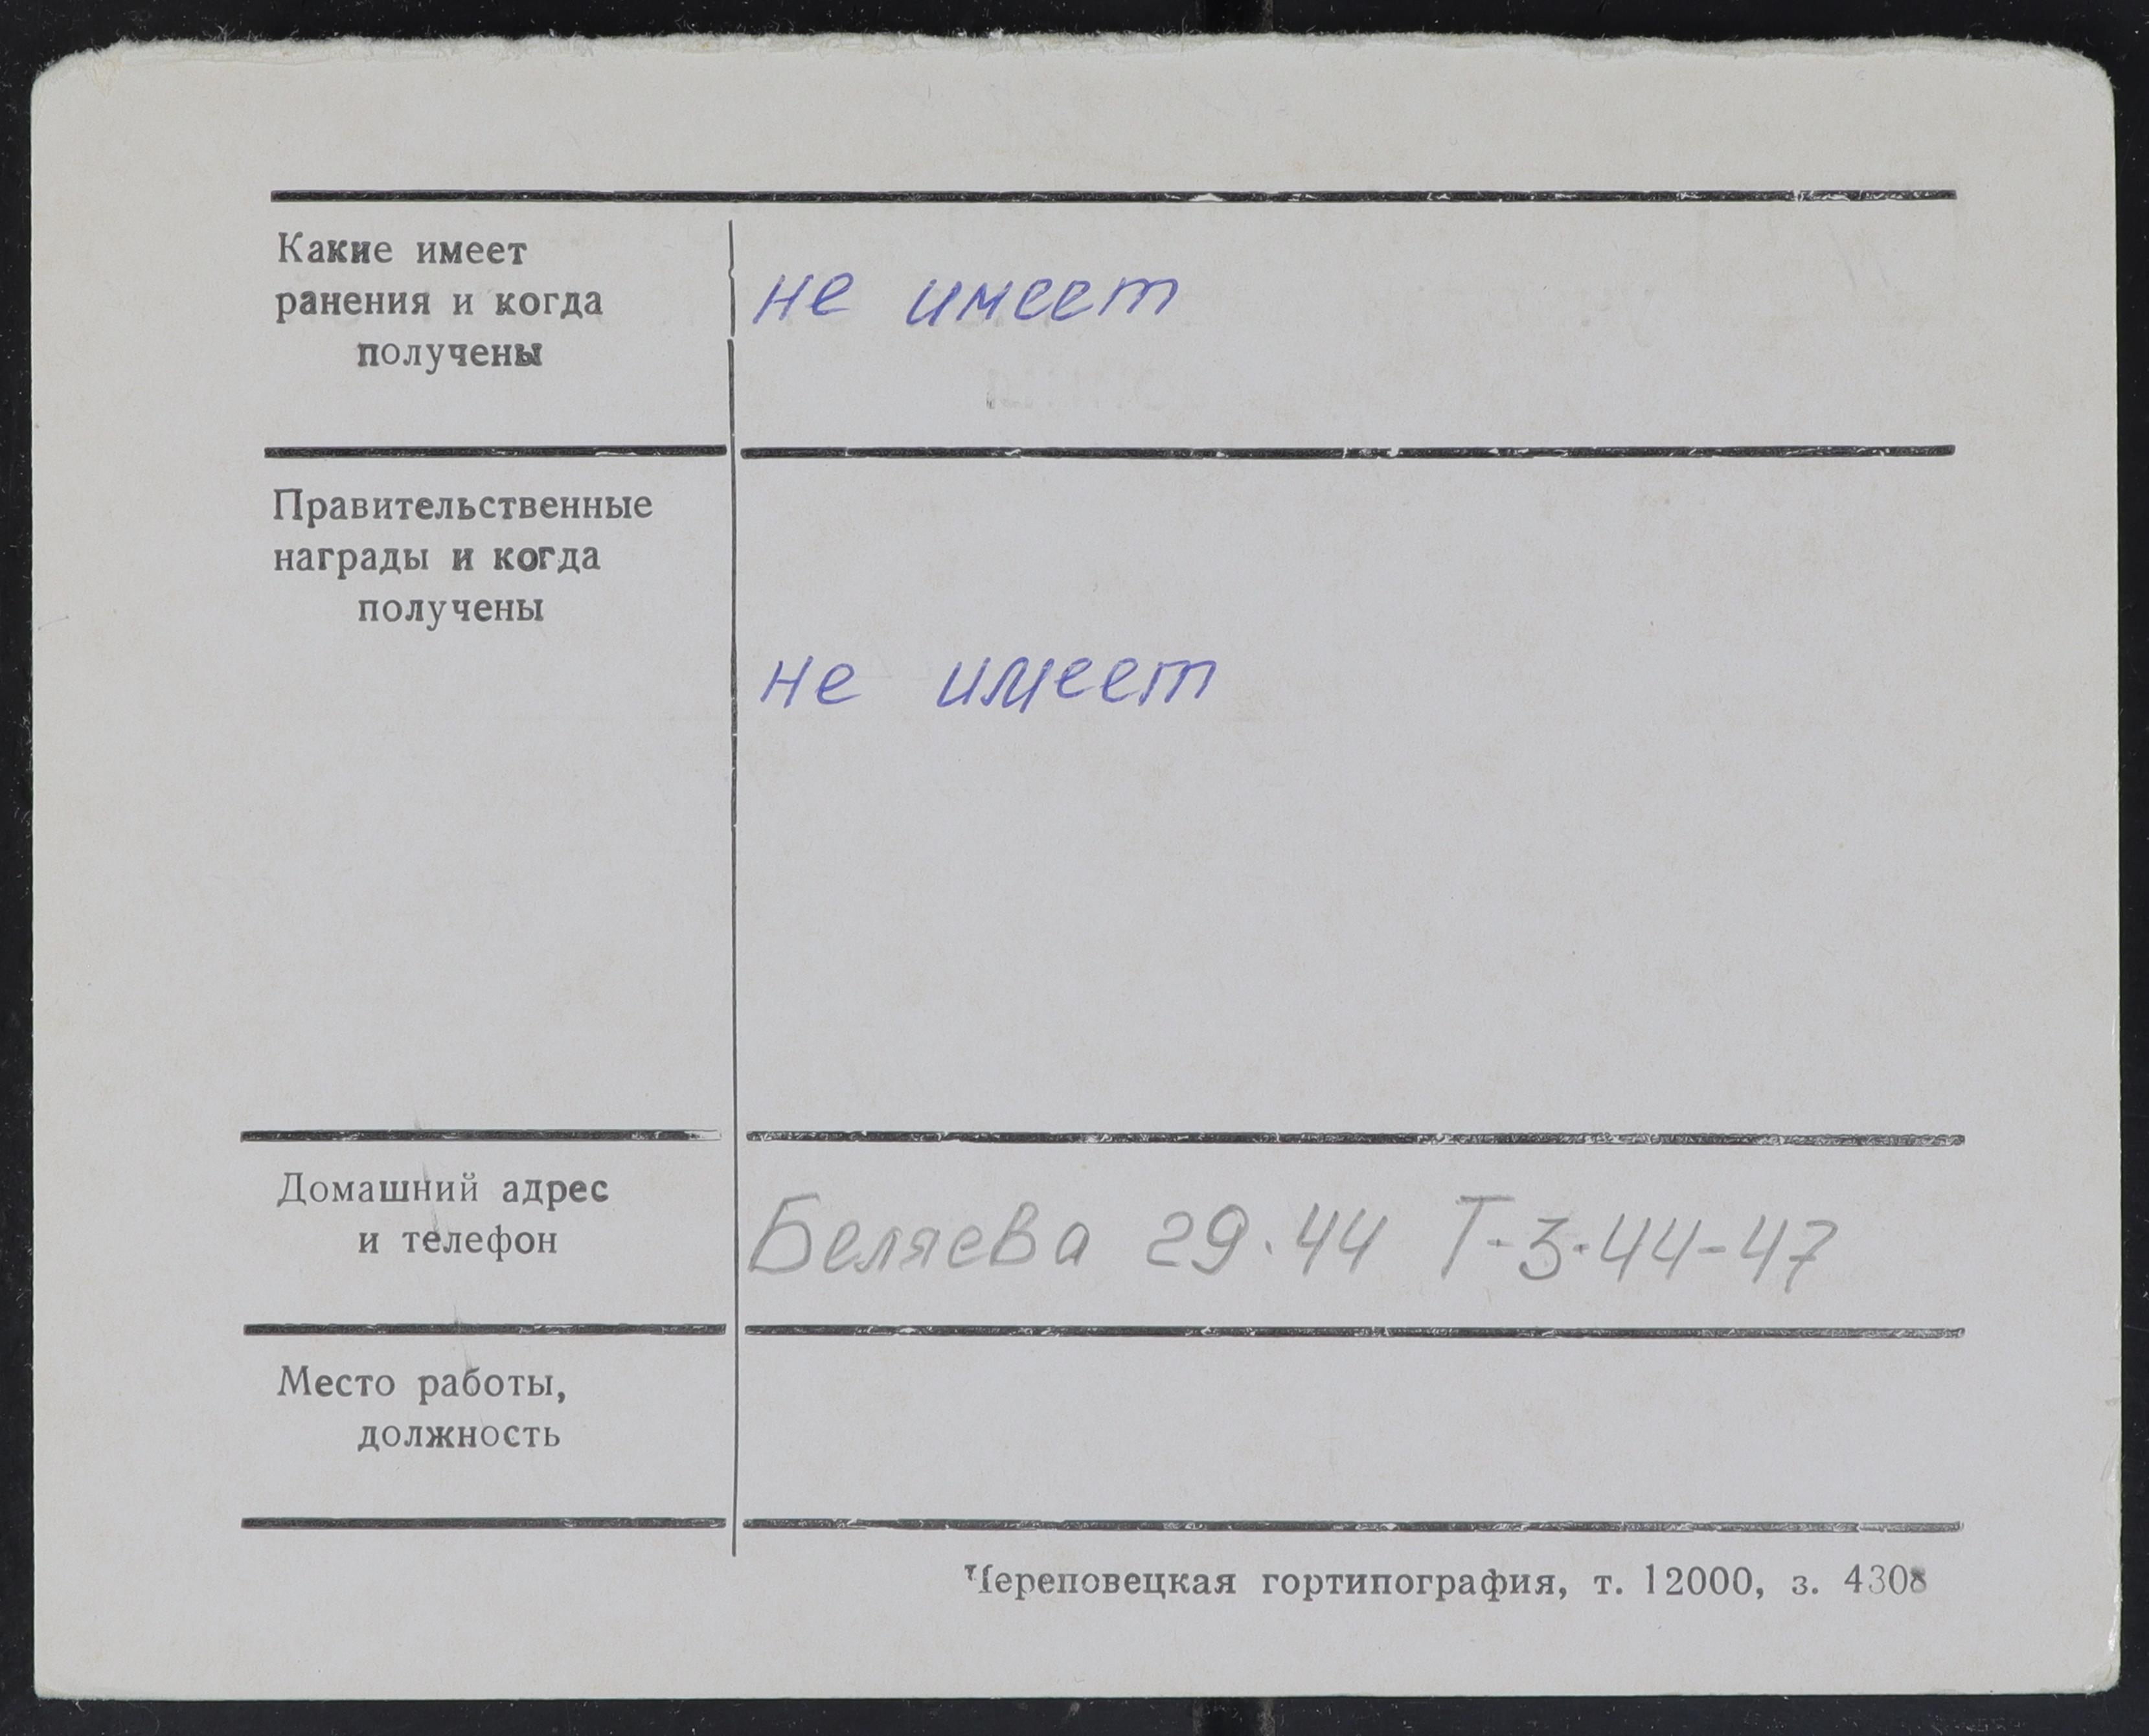 Какие имеет
ранения и когда
получены
не имеет
Правительственные
награды и когда
получены
не имеет
Домашний адрес
и телефон
Беляева 29.44 Т-3-44-47
Место работы,
должность
Череповецкая гортипография, т. 12000, з. 4308